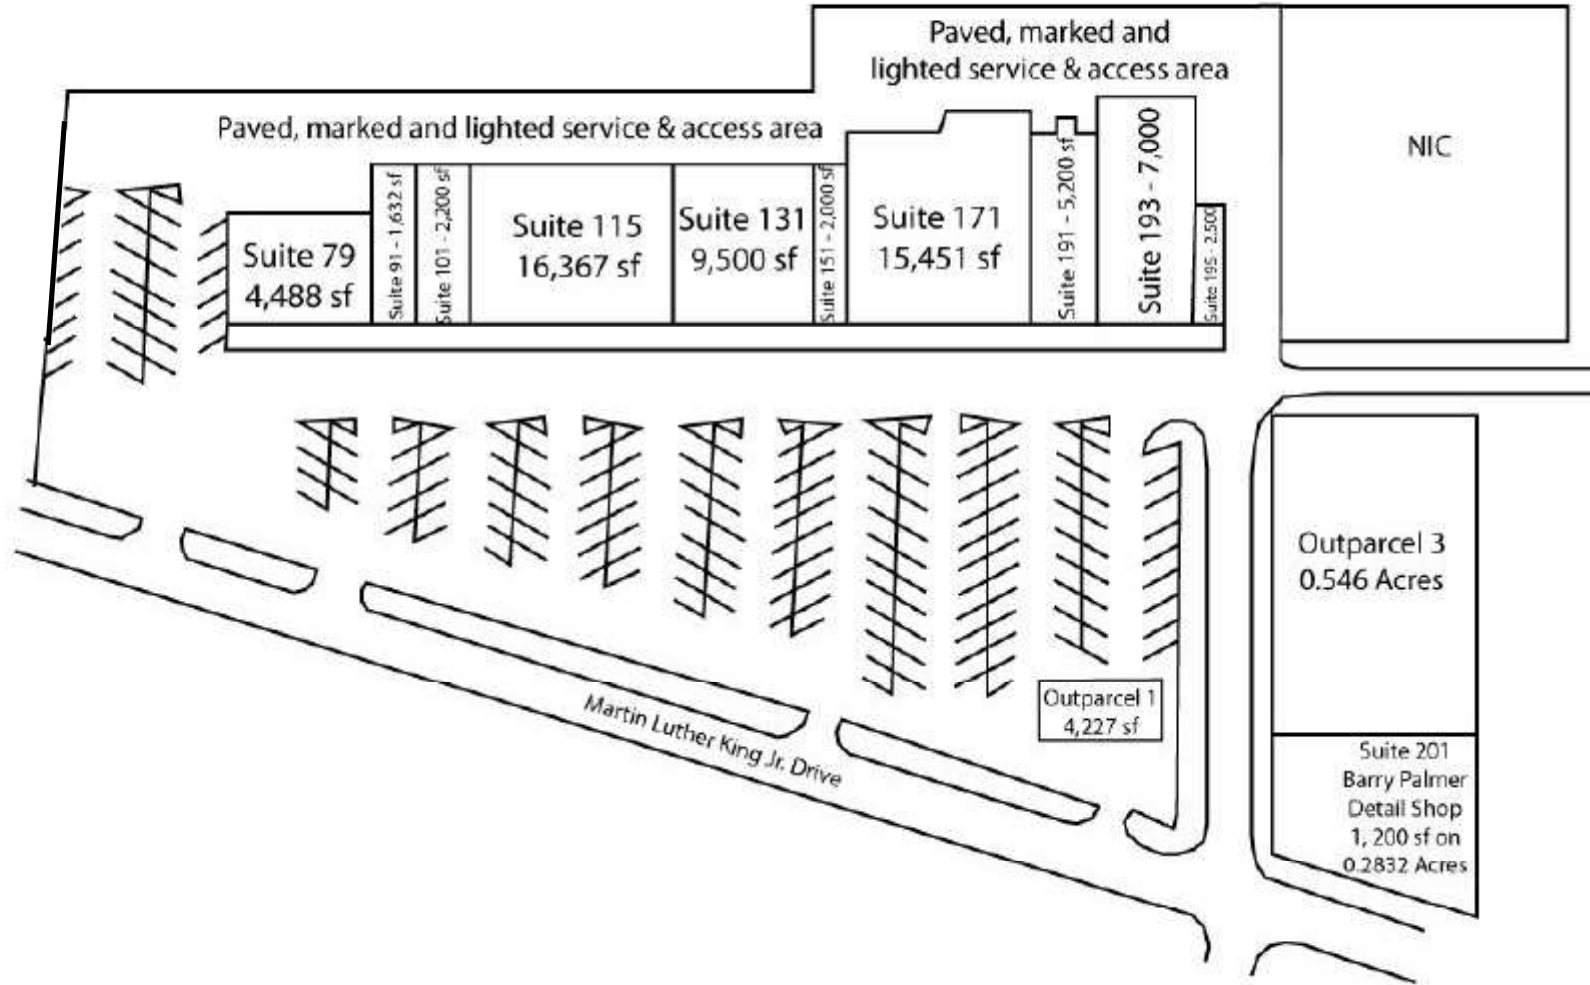 Paved, marked and
lighted service & access area
Paved, marked and lighted service & access area
NIC
Suite 79
4,488 sf
Suite 91 - 1,632 sf
Suite 101 - 2,200 sf
Suite 115
16,367 sf
Suite 131
9,500 sf
Suite 151 - 2,000 sf
Suite 171
15,451 sf
Suite 191 - 5,200 sf
Suite 193 - 7,000
Suite 195 - 2,500
Outparcel 3
0.546 Acres
Outparcel 1
4,227 sf
Martin Luther King Jr. Drive
Suite 201
Barry Palmer
Detail Shop
1, 200 sf on
0.2832 Acres